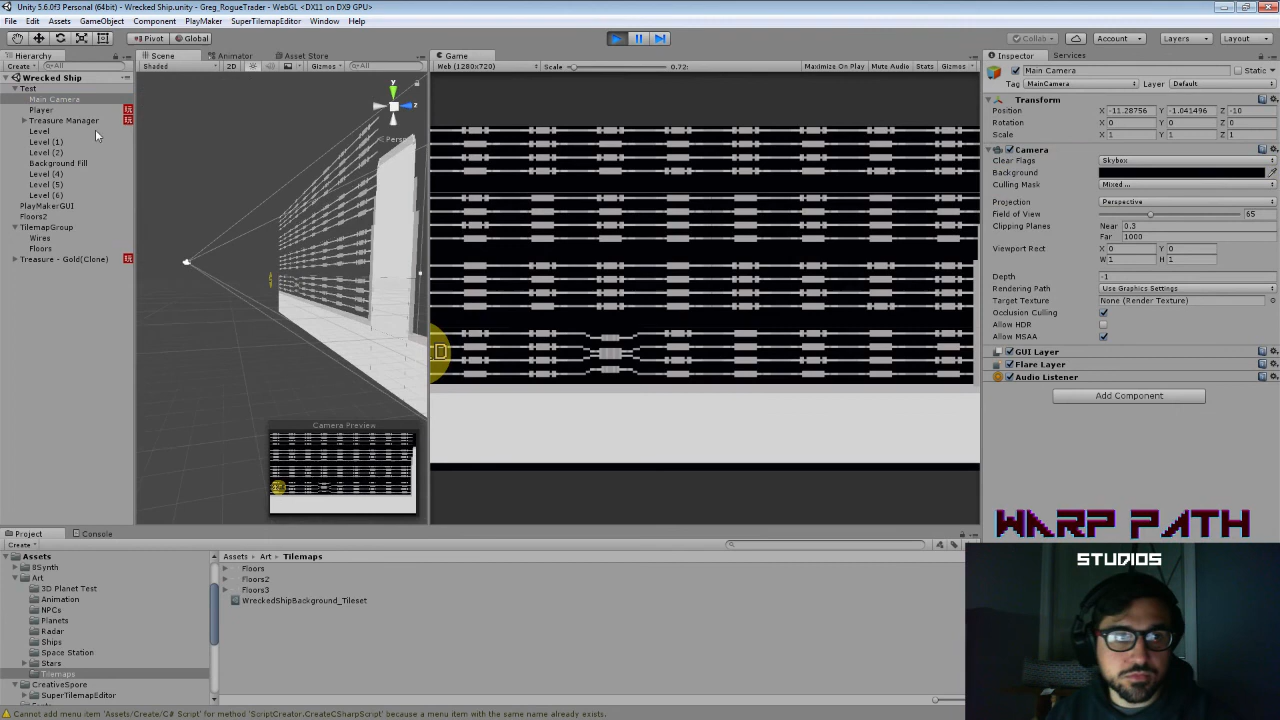 Unity 5.6.0f3 Personal (64bit) - Wrecked Ship.unity - Greg_RogueTrader - WebGL <DX11 on DX9 GPU>
File Edit Assets GameObject Component PlayMaker SuperTilemapEditor Window Help
Pivot Global Collab Account Layers Layout
Hierarchy Scene Animator Asset Store Game Inspector Services
Create All Shaded 2D Gizmos All Web (1280x720) Scale 0.72: Maximize On Play Mute Audio Stats Gizmos
Main Camera Static
Wrecked Ship
Tag MainCamera Layer Default
Test
Main Camera
Player
Treasure Manager
Level
Level (1)
Level (2)
Background Fill
Level (4)
Level (5)
Level (6)
PlayMakerGUI
Floors2
TilemapGroup
Wires
Floors
Treasure - Gold(Clone)
y
z
Persp
Camera Preview
D
Transform
Position X -11.28756 Y -1.041496 Z -10
Rotation X 0 Y 0 Z 0
Scale X 1 Y 1 Z 1
Camera
Clear Flags Skybox
Background
Culling Mask Mixed ...
Projection Perspective
Field of View 65
Clipping Planes Near 0.3
Far 1000
Viewport Rect X 0 Y 0
W 1 H 1
Depth -1
Rendering Path Use Graphics Settings
Target Texture None (Render Texture)
Occlusion Culling
Allow HDR
Allow MSAA
GUI Layer
Flare Layer
Audio Listener
Add Component
Project Console
Create
Assets
8Synth
Art
3D Planet Test
Animation
NPCs
Planets
Radar
Ships
Space Station
Stars
Tilemaps
CreativeSpore
SuperTilemapEditor
Assets Art Tilemaps
Floors
Floors2
Floors3
WreckedShipBackground_Tileset
WARP PATH
STUDIOS
Cannot add menu item 'Assets/Create/C# Script' for method 'ScriptCreator.CreateCSharpScript' because a menu item with the same name already exists.